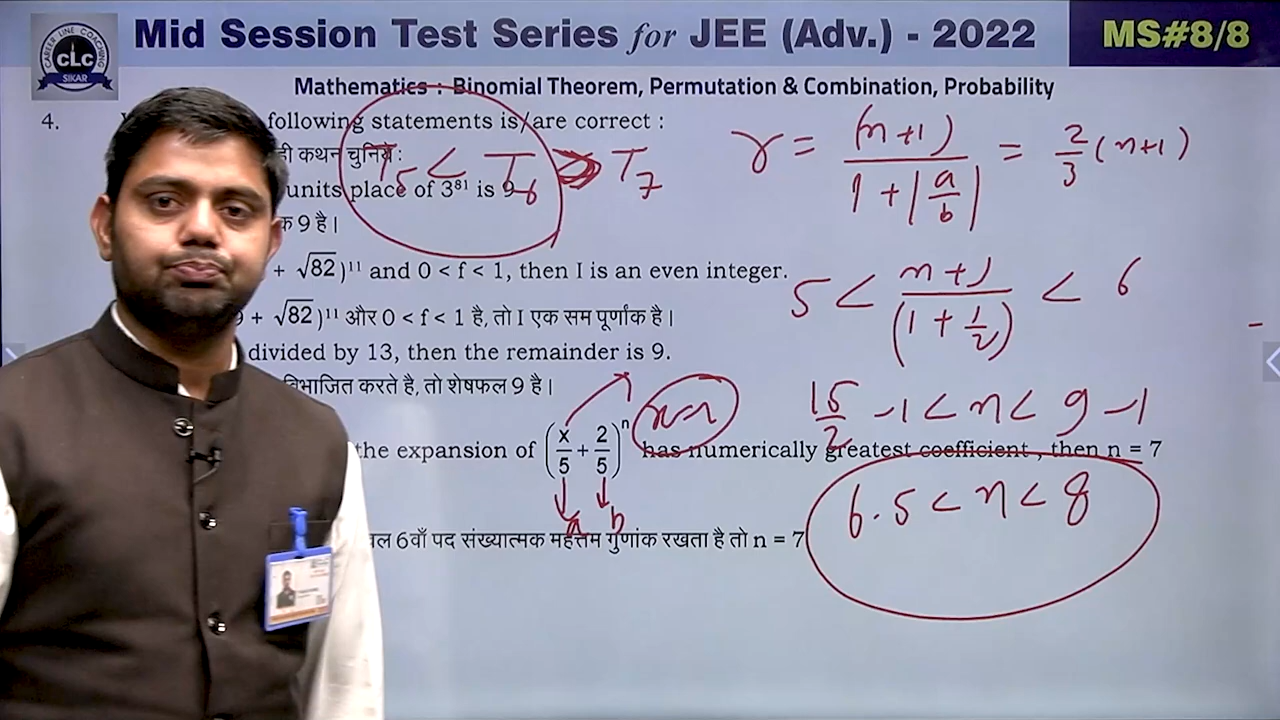 Mid Session Test Series for JEE (Adv.) - 2022
MS#8/8
CAREER LINE COACHING
CLC
SIKAR
Mathematics : Binomial Theorem, Permutation & Combination, Probability
4. following statements is/are correct :
ही कथन चुनिये :
units place of 3⁸¹ is 9
क 9 है।
+ √82)¹¹ and 0 < f < 1, then I is an even integer.
9 + √82)¹¹ और 0 < f < 1 है, तो I एक सम पूर्णांक है।
divided by 13, then the remainder is 9.
विभाजित करते है, तो शेषफल 9 है।
the expansion of (x/5 + 2/5)ⁿ has numerically greatest coefficient , then n = 7
6वाँ पद संख्यात्मक महत्तम गुणांक रखता है तो n = 7
T₅ < T₆ > T₇
r = (n+1) / (1 + |a/b|) = 2/3 (n+1)
5 < (n+1) / (1 + 1/2) < 6
15/2 -1 < n < 9 -1
6.5 < n < 8
a b